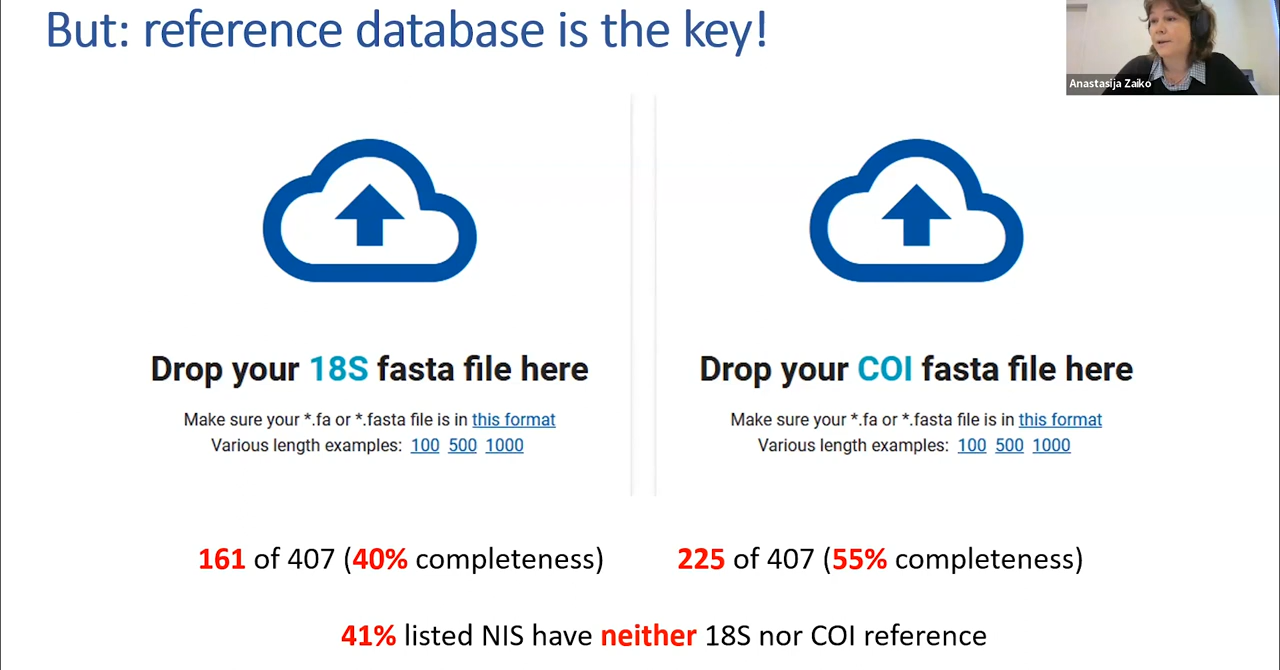 But: reference database is the key!
Anastasija Zaiko
Drop your 18S fasta file here
Make sure your *.fa or *.fasta file is in this format
Various length examples: 100 500 1000
Drop your COI fasta file here
Make sure your *.fa or *.fasta file is in this format
Various length examples: 100 500 1000
161 of 407 (40% completeness)
225 of 407 (55% completeness)
41% listed NIS have neither 18S nor COI reference